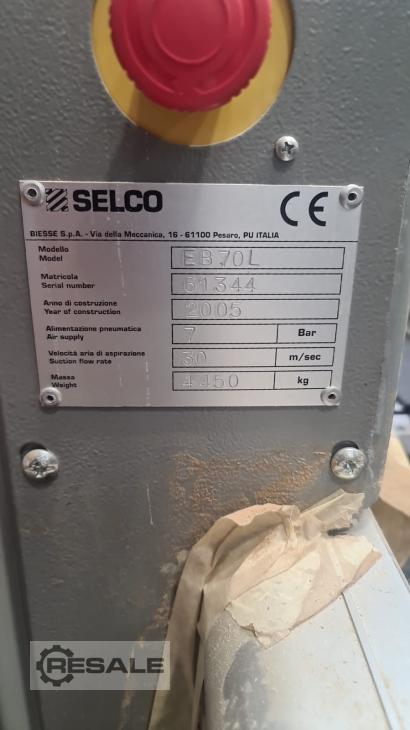 SELCO CE
BIESSE S.p.A. - Via della Meccanica, 16 - 61100 Pesaro, PU ITALIA
Modello
Model EB70L
Matricola
Serial number 61344
Anno di costruzione
Year of construction 2005
Alimentazione pneumatica
Air supply 7 Bar
Velocità aria di aspirazione
Suction flow rate 30 m/sec
Massa
Weight 4450 kg
RESALE